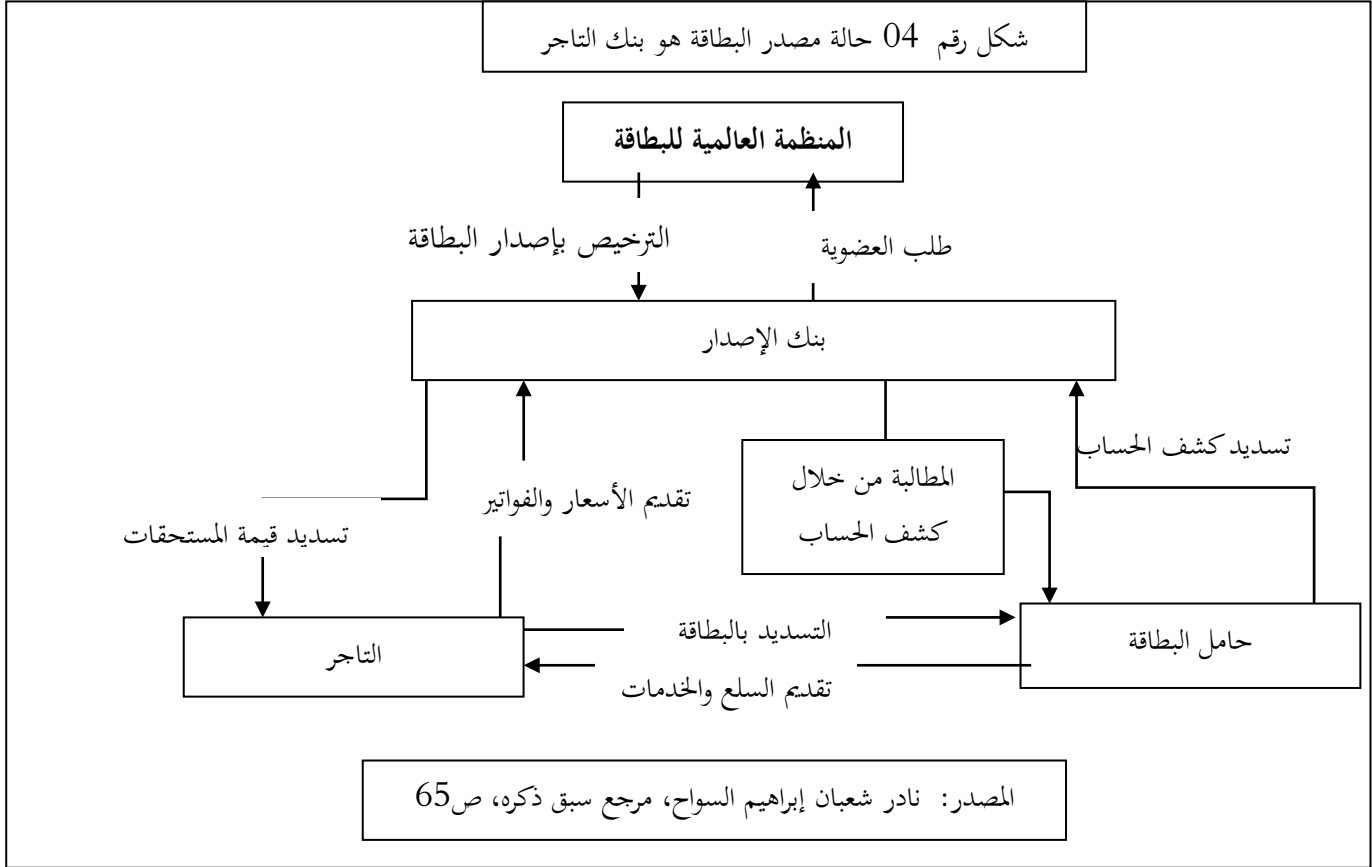 شكل رقم 04 حالة مصدر البطاقة هو بنك التاجر
المنظمة العالمية للبطاقة
الترخيص بإصدار البطاقة
طلب العضوية
بنك الإصدار
تسديد كشف الحساب
المطالبة من خلال
كشف الحساب
تقديم الأسعار والفواتير
تسديد قيمة المستحقات
التسديد بالبطاقة
حامل البطاقة
التاجر
تقديم السلع والخدمات
المصدر: نادر شعبان إبراهيم السواح، مرجع سبق ذكره، ص65